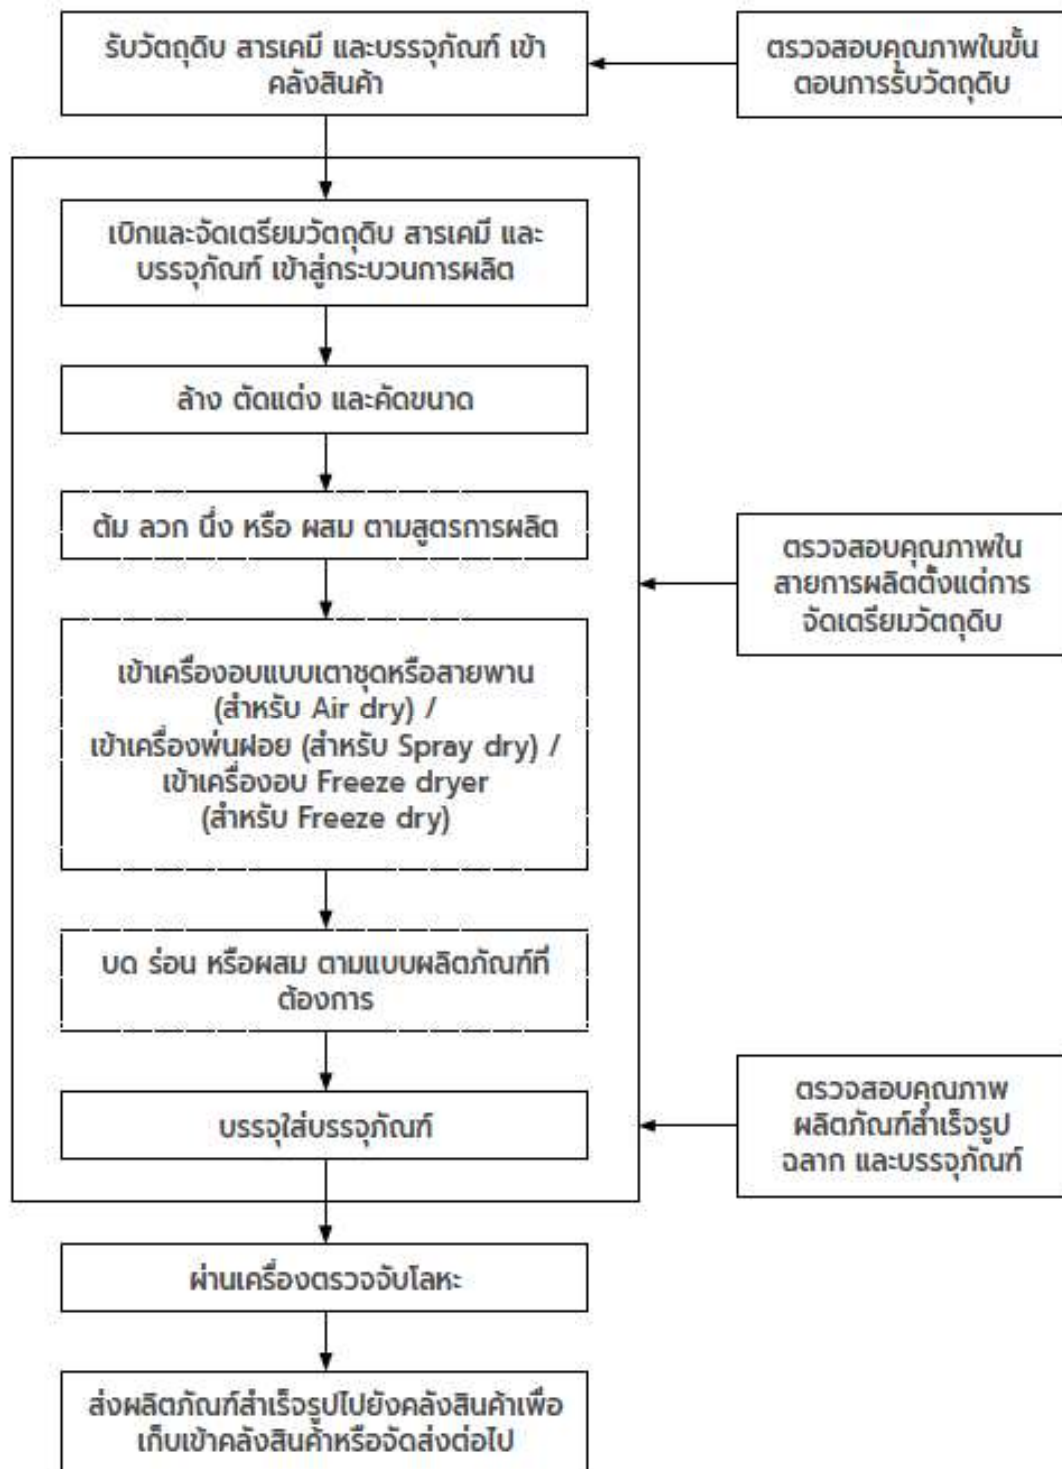 รับวัตถุดิบ สารเคมี และบรรจุภัณฑ์ เข้า
คลังสินค้า
ตรวจสอบคุณภาพในขั้น
ตอนการรับวัตถุดิบ
เบิกและจัดเตรียมวัตถุดิบ สารเคมี และ
บรรจุภัณฑ์ เข้าสู่กระบวนการผลิต
ล้าง ตัดแต่ง และคัดขนาด
ต้ม ลวก นึ่ง หรือ ผสม ตามสูตรการผลิต
ตรวจสอบคุณภาพใน
สายการผลิตตั้งแต่การ
จัดเตรียมวัตถุดิบ
เข้าเครื่องอบแบบเตาชุดหรือสายพาน
(สำหรับ Air dry) /
เข้าเครื่องพ่นฝอย (สำหรับ Spray dry) /
เข้าเครื่องอบ Freeze dryer
(สำหรับ Freeze dry)
บด ร่อน หรือผสม ตามแบบผลิตภัณฑ์ที่
ต้องการ
บรรจุใส่บรรจุภัณฑ์
ตรวจสอบคุณภาพ
ผลิตภัณฑ์สำเร็จรูป
ฉลาก และบรรจุภัณฑ์
ผ่านเครื่องตรวจจับโลหะ
ส่งผลิตภัณฑ์สำเร็จรูปไปยังคลังสินค้าเพื่อ
เก็บเข้าคลังสินค้าหรือจัดส่งต่อไป